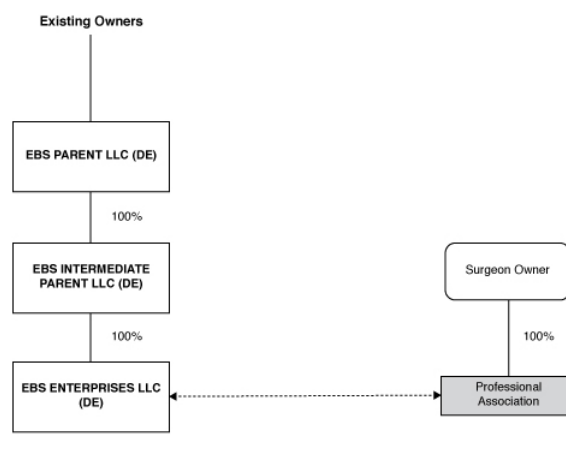 Existing Owners
EBS PARENT LLC (DE)
100%
EBS INTERMEDIATE
PARENT LLC (DE)
Surgeon Owner
100%
100%
EBS ENTERPRISES LLC
(DE)
Professional
Association